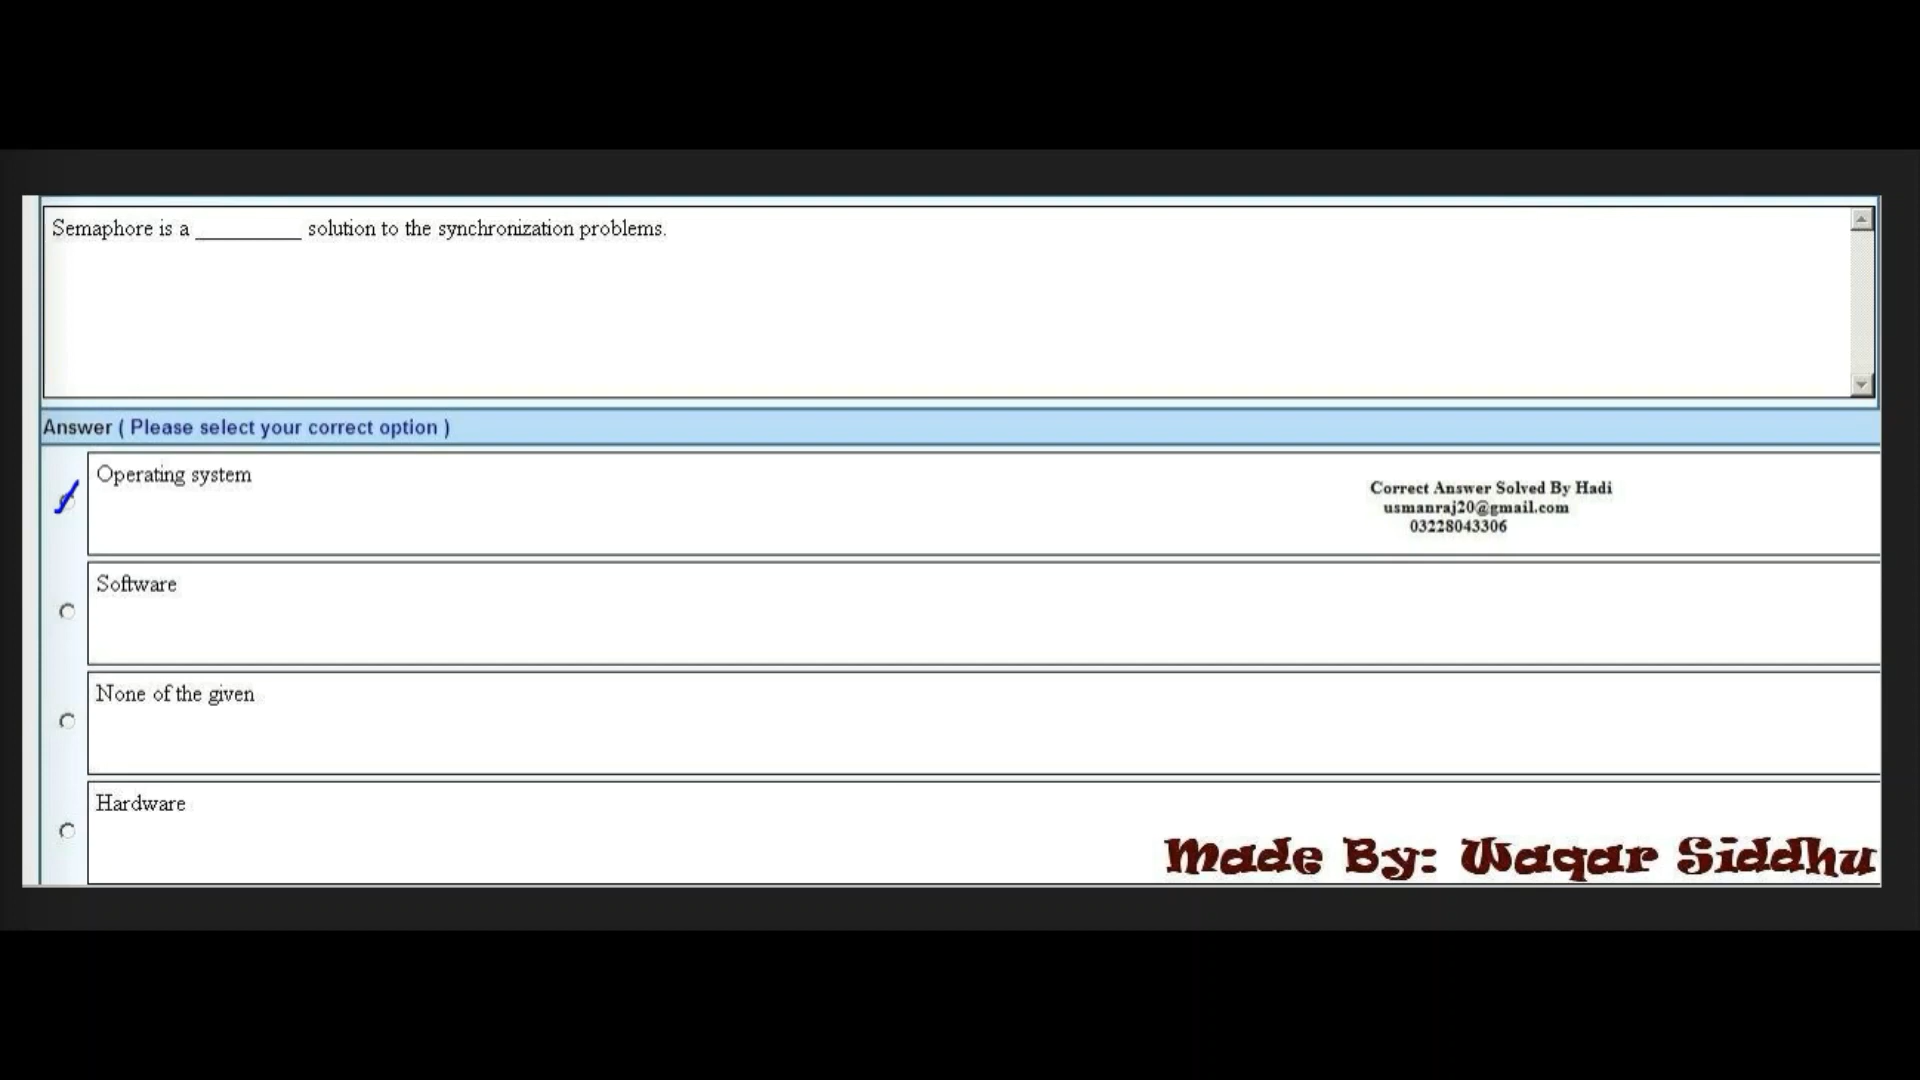 Semaphore is a __________ solution to the synchronization problems.
Answer ( Please select your correct option )
Operating system
Correct Answer Solved By Hadi
usmanraj20@gmail.com
03228043306
Software
None of the given
Hardware
Made By: Waqar Siddhu